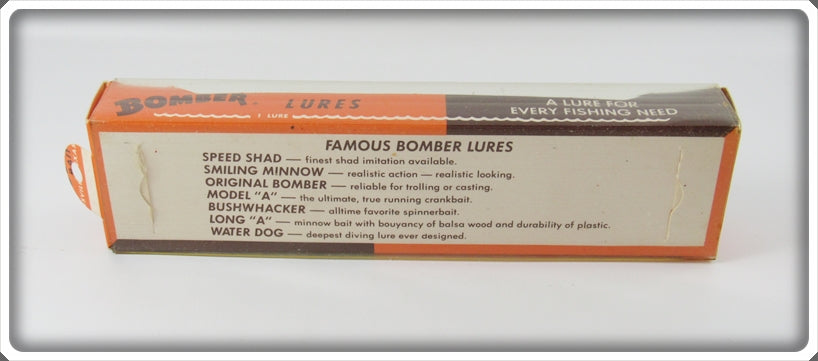 BOMBER LURES
1 LURE
A LURE FOR
EVERY FISHING NEED
FAMOUS BOMBER LURES
SPEED SHAD — finest shad imitation available.
SMILING MINNOW — realistic action — realistic looking.
ORIGINAL BOMBER — reliable for trolling or casting.
MODEL "A" — the ultimate, true running crankbait.
BUSHWHACKER — alltime favorite spinnerbait.
LONG "A" — minnow bait with bouyancy of balsa wood and durability of plastic.
WATER DOG — deepest diving lure ever designed.